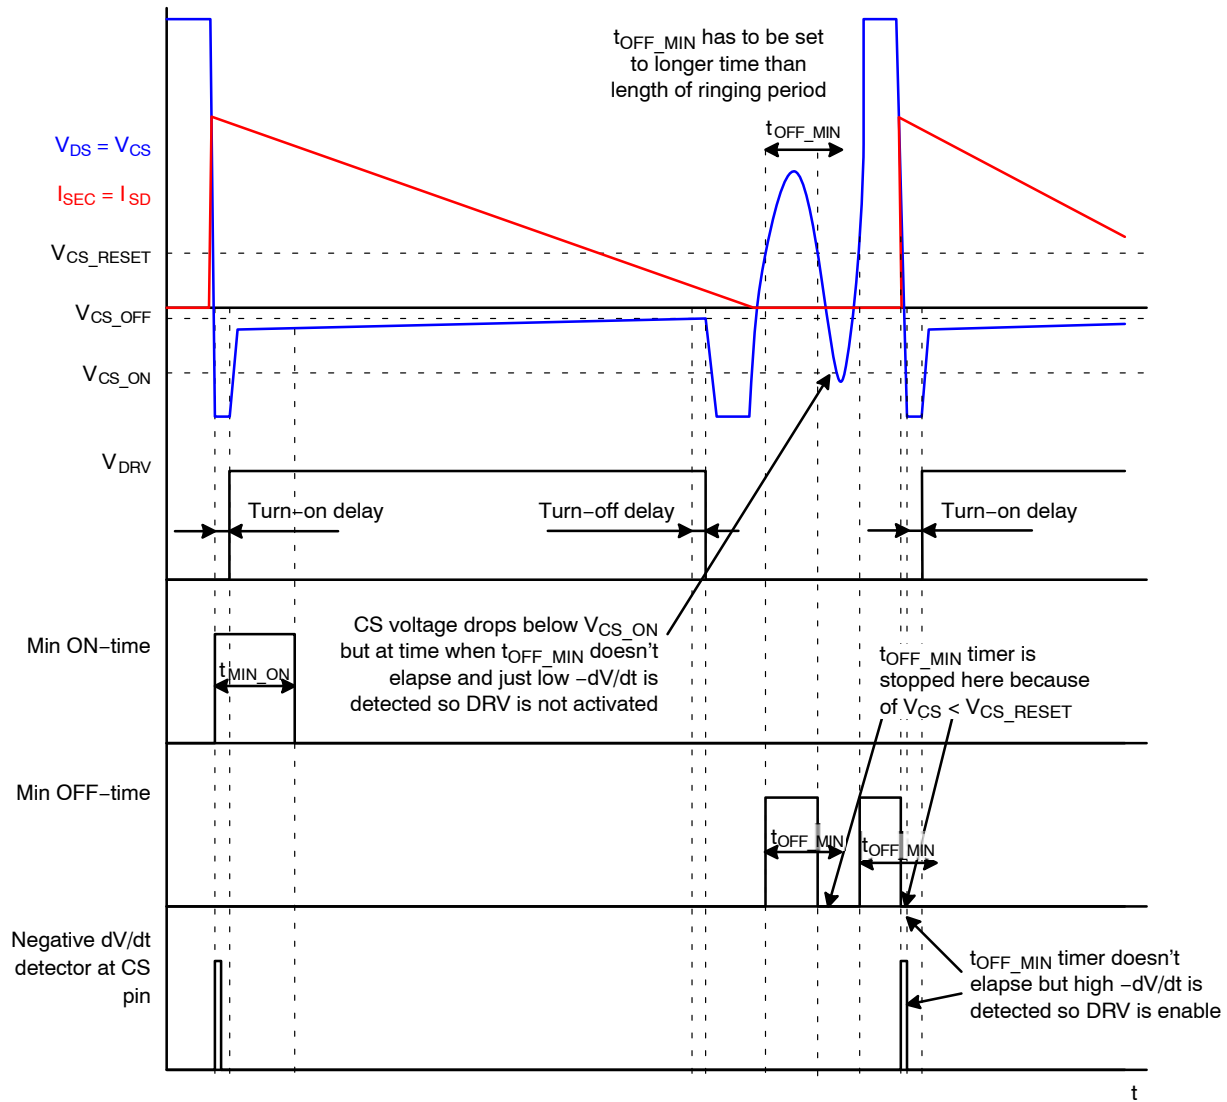 tOFF_MIN has to be set
to longer time than
length of ringing period
tOFF_MIN
VDS = VCS
ISEC = ISD
VCS_RESET
VCS_OFF
VCS_ON
VDRV
Turn−on delay
Turn−off delay
Turn−on delay
CS voltage drops below VCS_ON
but at time when tOFF_MIN doesn't
elapse and just low -dV/dt is
detected so DRV is not activated
Min ON−time
tMIN_ON
tOFF_MIN timer is
stopped here because
of VCS < VCS_RESET
Min OFF−time
tOFF_MIN
tOFF_MIN
Negative dV/dt
detector at CS
pin
tOFF_MIN timer doesn't
elapse but high −dV/dt is
detected so DRV is enable
t